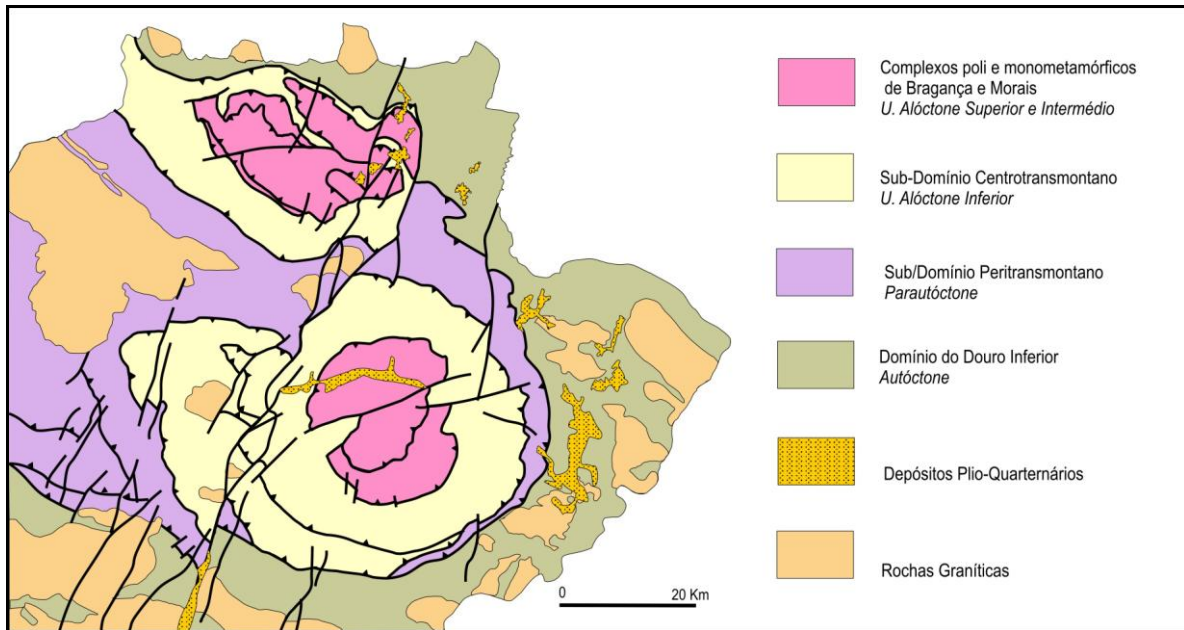 Complexos poli e monometamórficos
de Bragança e Morais
U. Alóctone Superior e Intermédio
Sub-Domínio Centrotransmontano
U. Alóctone Inferior
Sub/Domínio Peritransmontano
Parautóctone
Domínio do Douro Inferior
Autóctone
Depósitos Plio-Quarternários
Rochas Graníticas
0 20 Km